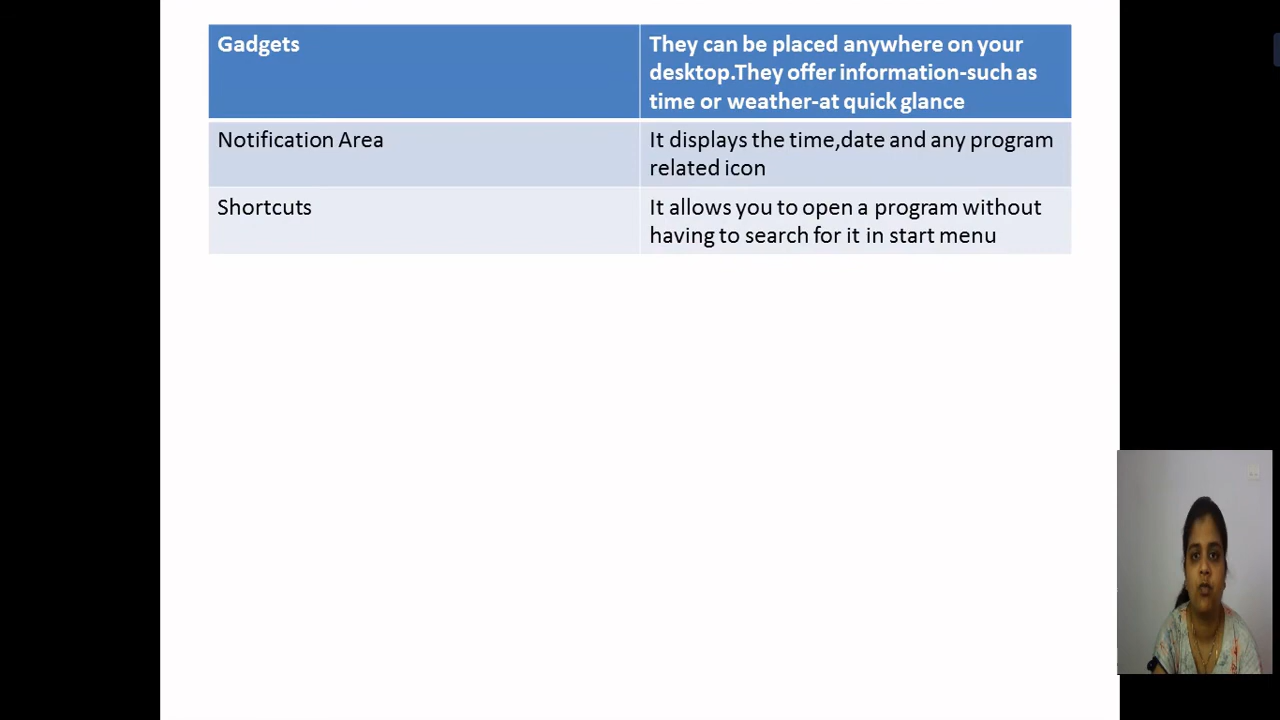 Gadgets
They can be placed anywhere on your
desktop.They offer information-such as
time or weather-at quick glance
Notification Area
It displays the time,date and any program
related icon
Shortcuts
It allows you to open a program without
having to search for it in start menu